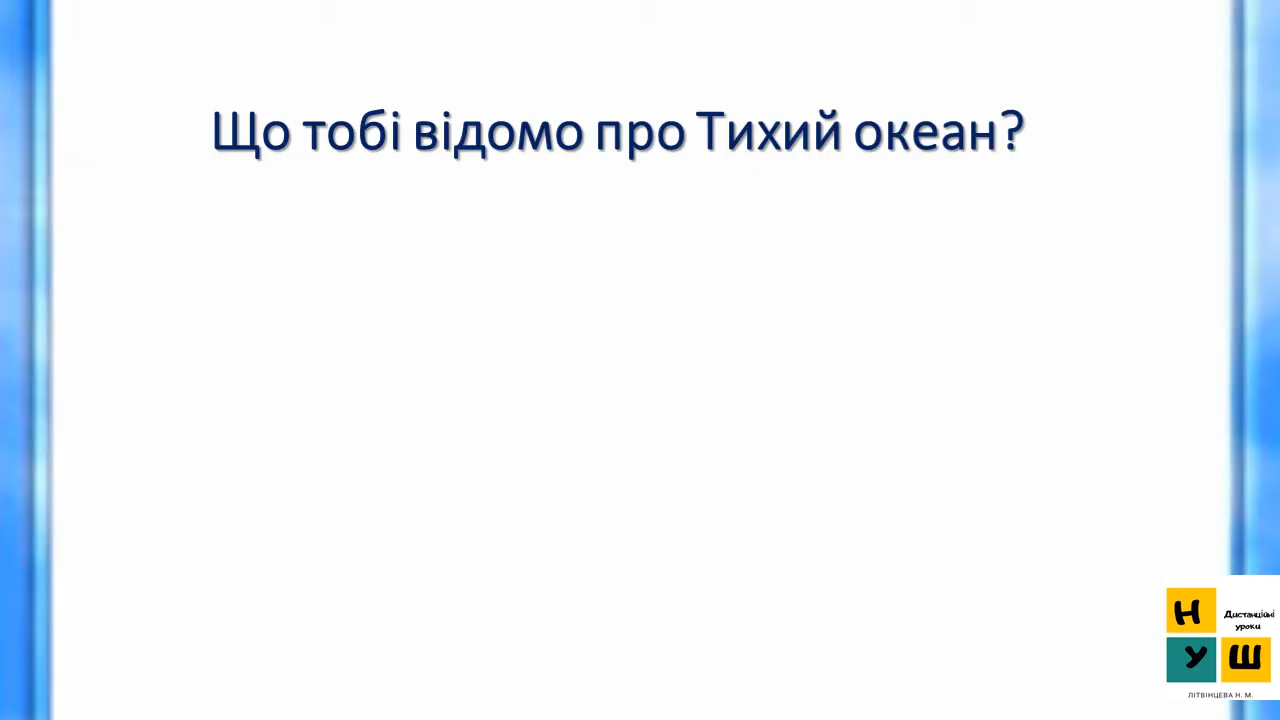 Що тобі відомо про Тихий океан?
Н
Дистанційні
уроки
У Ш
ЛІТВІНЦЕВА Н. М.